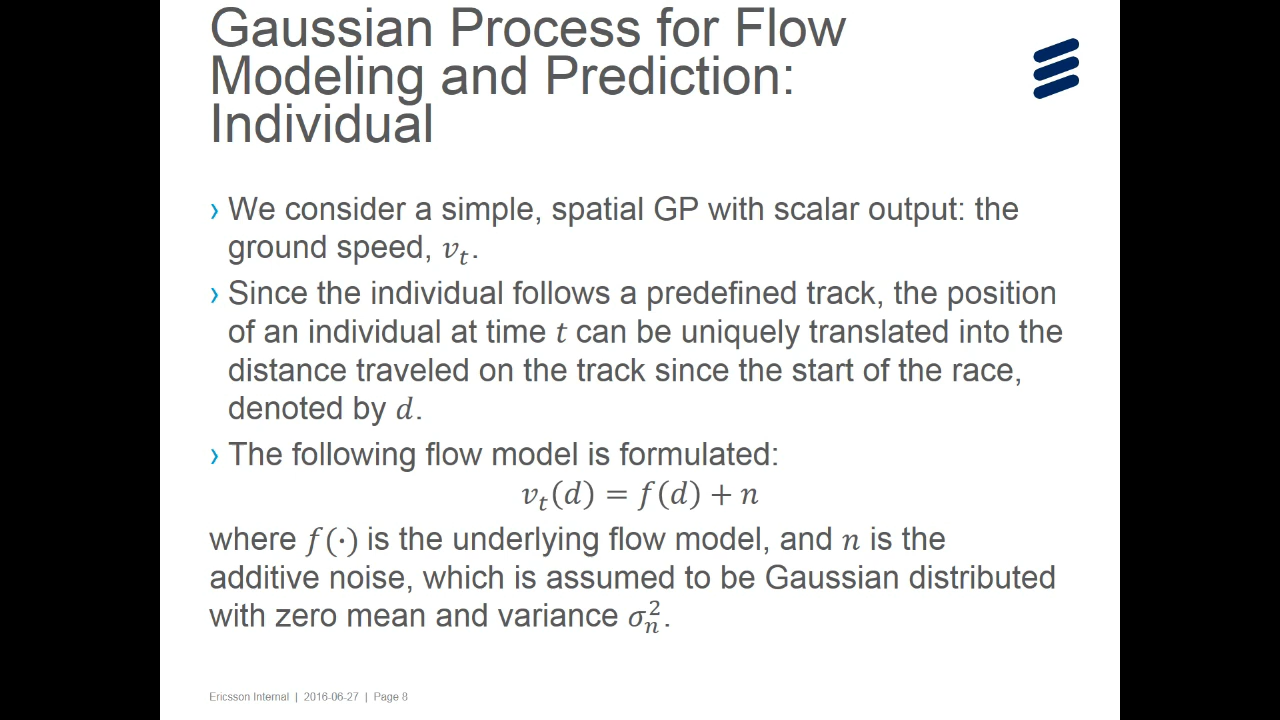 Gaussian Process for Flow
Modeling and Prediction:
Individual
› We consider a simple, spatial GP with scalar output: the
ground speed, 𝑣ₜ.
› Since the individual follows a predefined track, the position
of an individual at time 𝑡 can be uniquely translated into the
distance traveled on the track since the start of the race,
denoted by 𝑑.
› The following flow model is formulated:
𝑣ₜ(𝑑) = 𝑓(𝑑) + 𝑛
where 𝑓(·) is the underlying flow model, and 𝑛 is the
additive noise, which is assumed to be Gaussian distributed
with zero mean and variance 𝜎ₙ².
Ericsson Internal | 2016-06-27 | Page 8